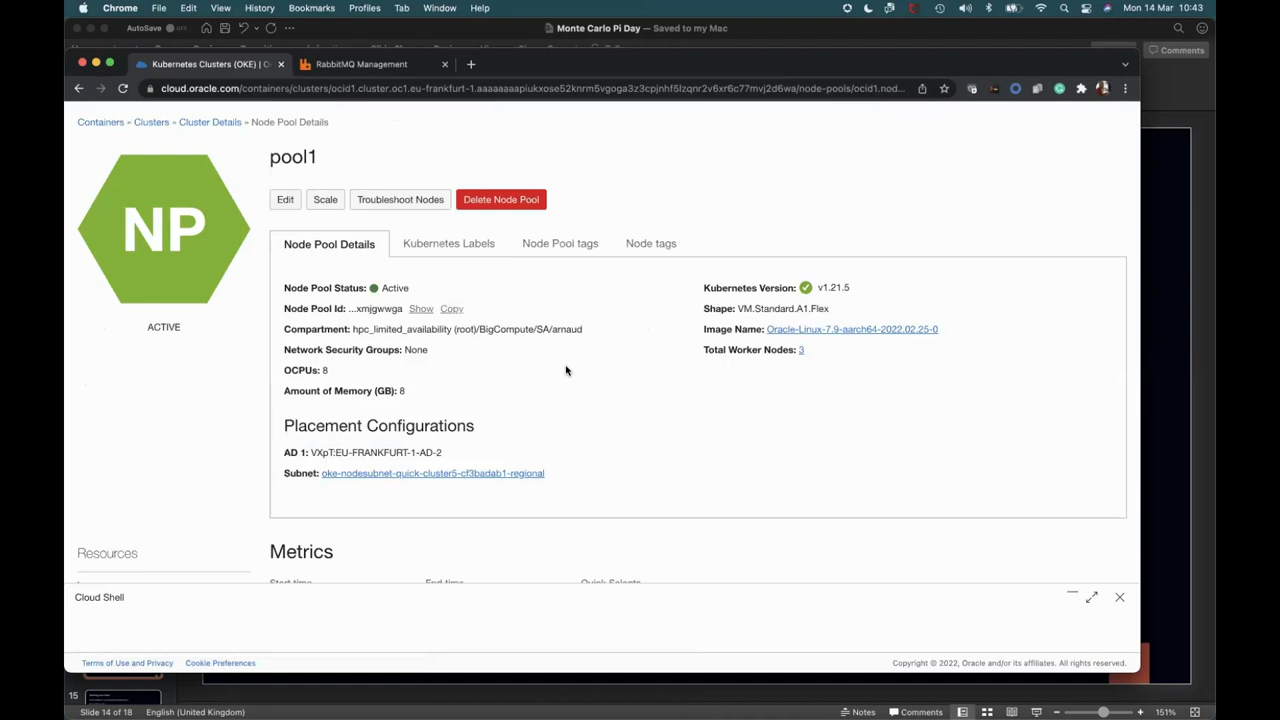 Chrome File Edit View History Bookmarks Profiles Tab Window Help Mon 14 Mar 10:43
AutoSave Monte Carlo Pi Day — Saved to my Mac
Comments
Kubernetes Clusters (OKE) | O
RabbitMQ Management
cloud.oracle.com/containers/clusters/ocid1.cluster.oc1.eu-frankfurt-1.aaaaaaaapiukxose52knrm5vgoga3z3cpjnhf5lzqnr2v6xr6c77mvj2d6wa/node-pools/ocid1.nod...
Containers » Clusters » Cluster Details » Node Pool Details
pool1
NP
ACTIVE
Edit Scale Troubleshoot Nodes Delete Node Pool
Node Pool Details Kubernetes Labels Node Pool tags Node tags
Node Pool Status: Active
Node Pool Id: ...xmjgwwga Show Copy
Compartment: hpc_limited_availability (root)/BigCompute/SA/arnaud
Network Security Groups: None
OCPUs: 8
Amount of Memory (GB): 8
Kubernetes Version: v1.21.5
Shape: VM.Standard.A1.Flex
Image Name: Oracle-Linux-7.9-aarch64-2022.02.25-0
Total Worker Nodes: 3
Placement Configurations
AD 1: VXpT:EU-FRANKFURT-1-AD-2
Subnet: oke-nodesubnet-quick-cluster5-cf3badab1-regional
Resources
Metrics
Start time End time Quick Selects
Cloud Shell
Terms of Use and Privacy Cookie Preferences
Copyright © 2022, Oracle and/or its affiliates. All rights reserved.
15
Slide 14 of 18 English (United Kingdom) Notes Comments 151%